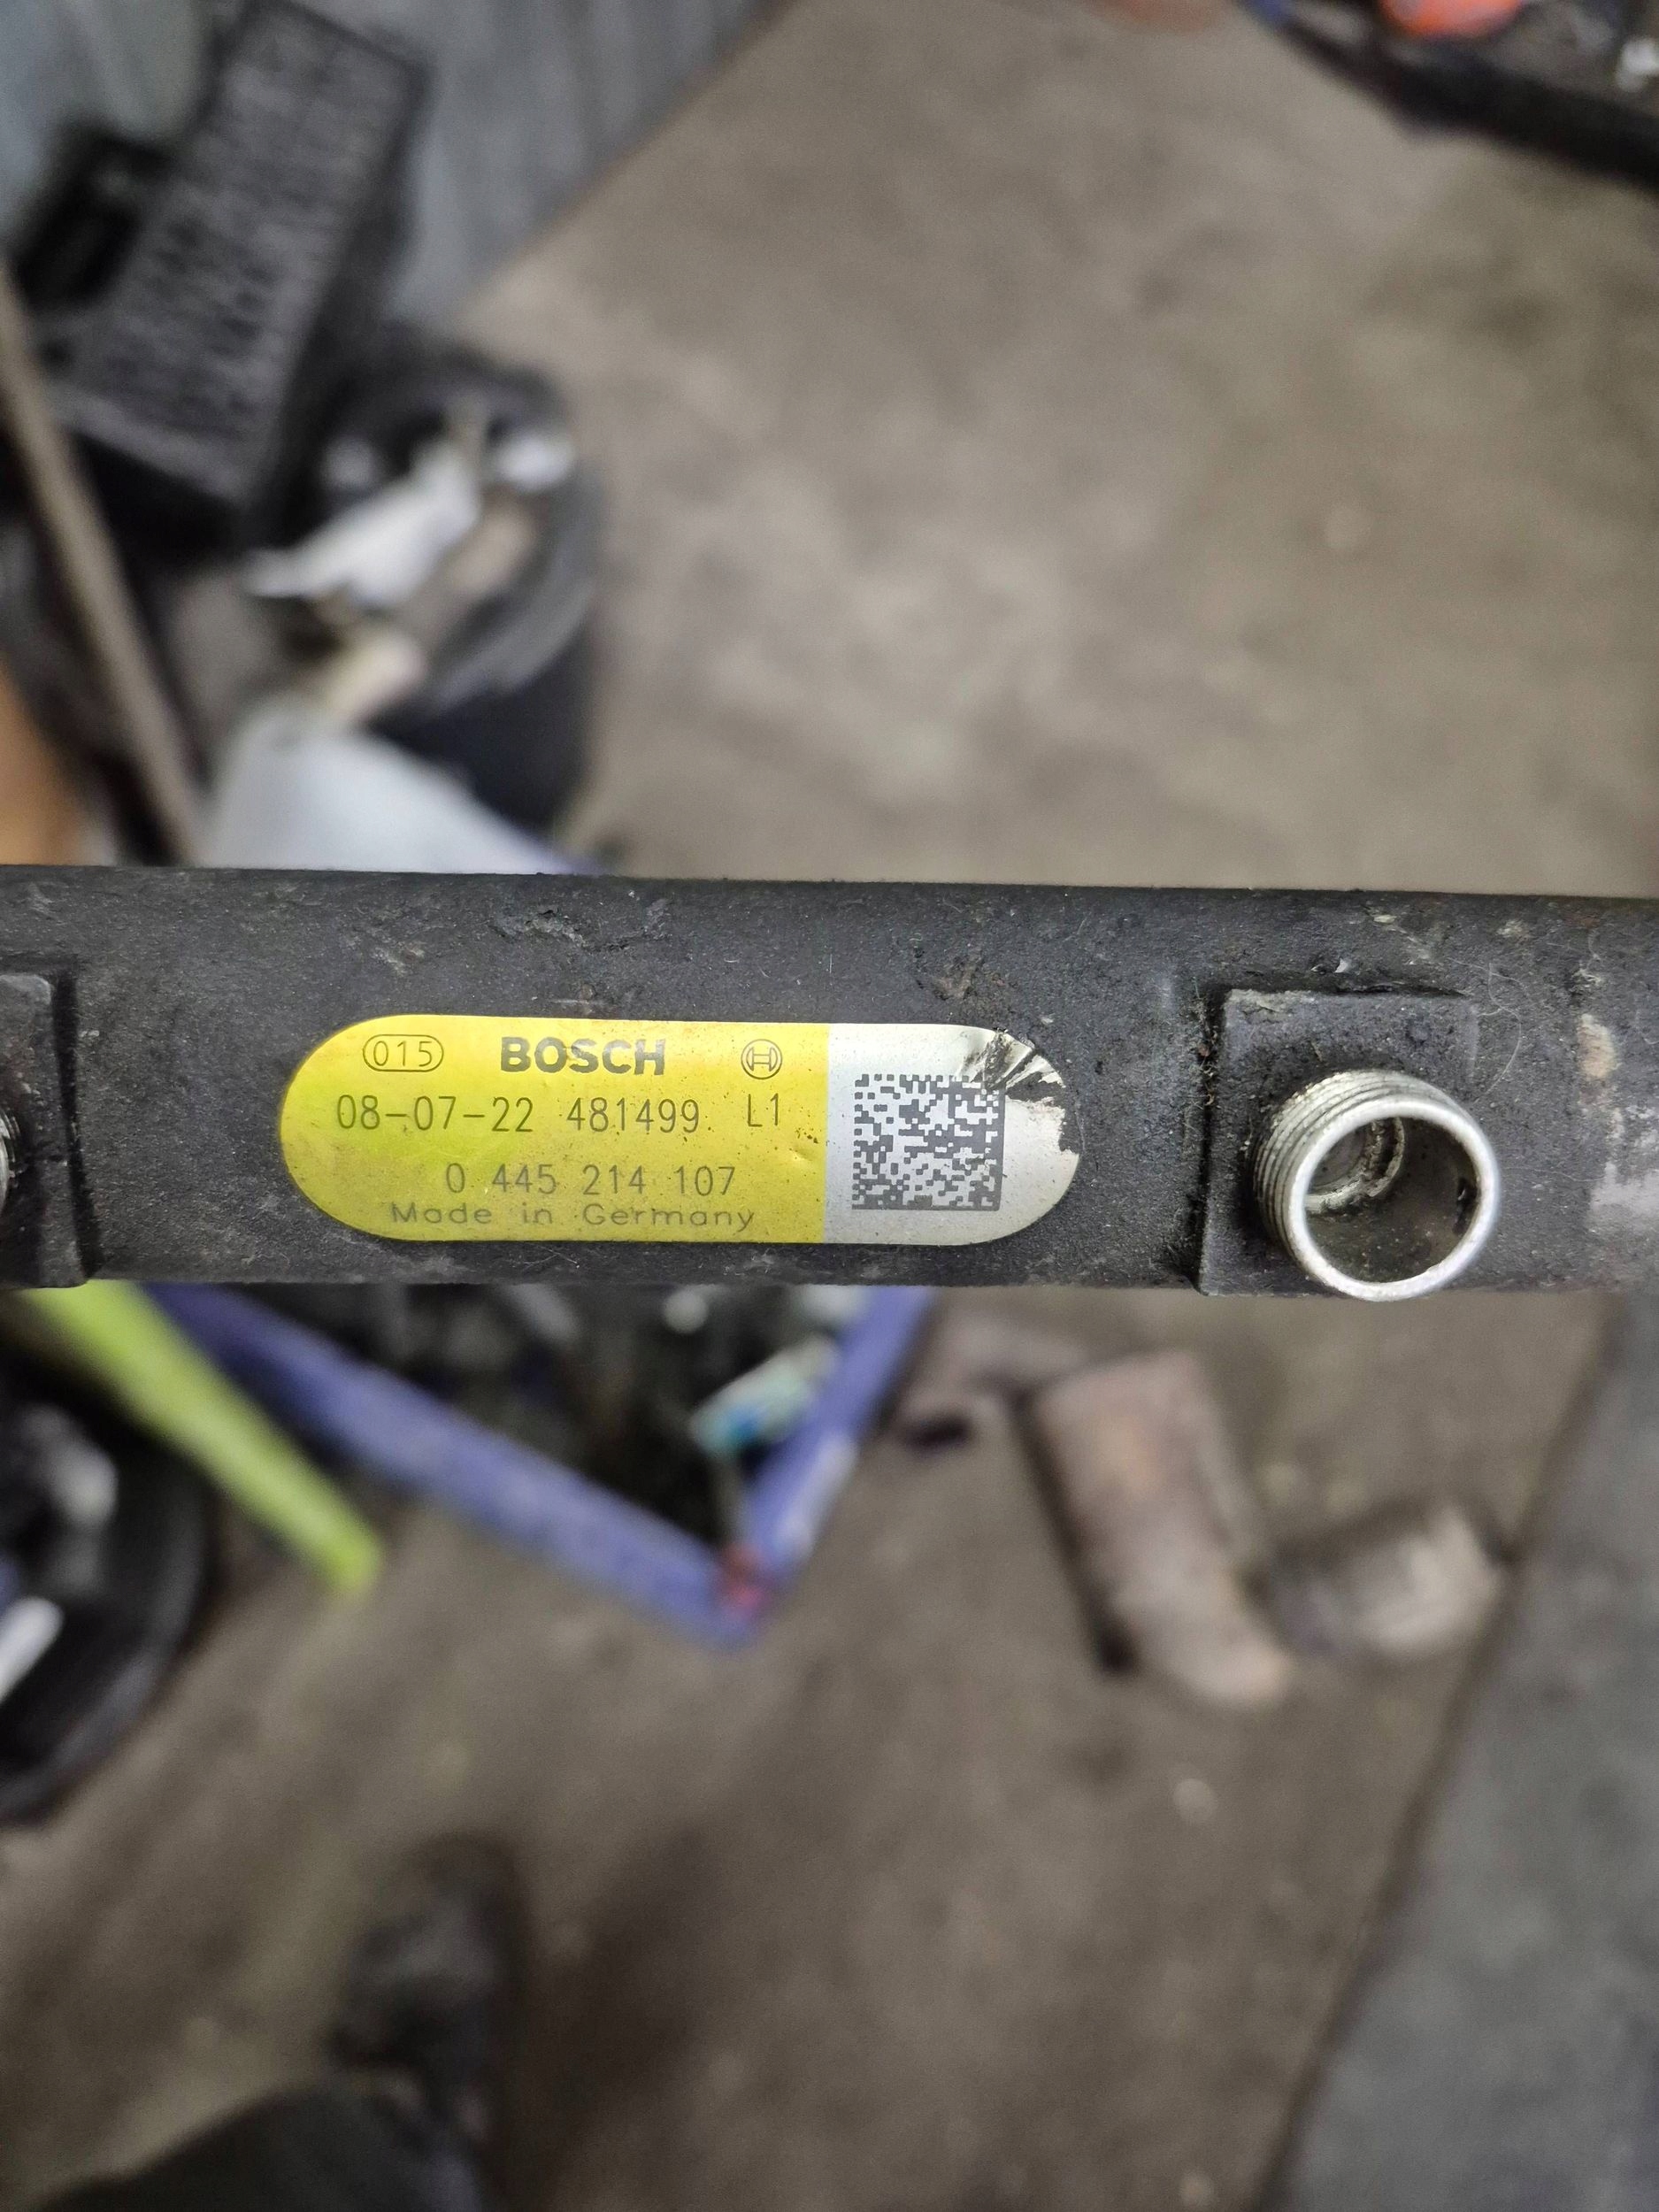 015 BOSCH
08-07-22 481499 L1
0 445 214 107
Made in Germany